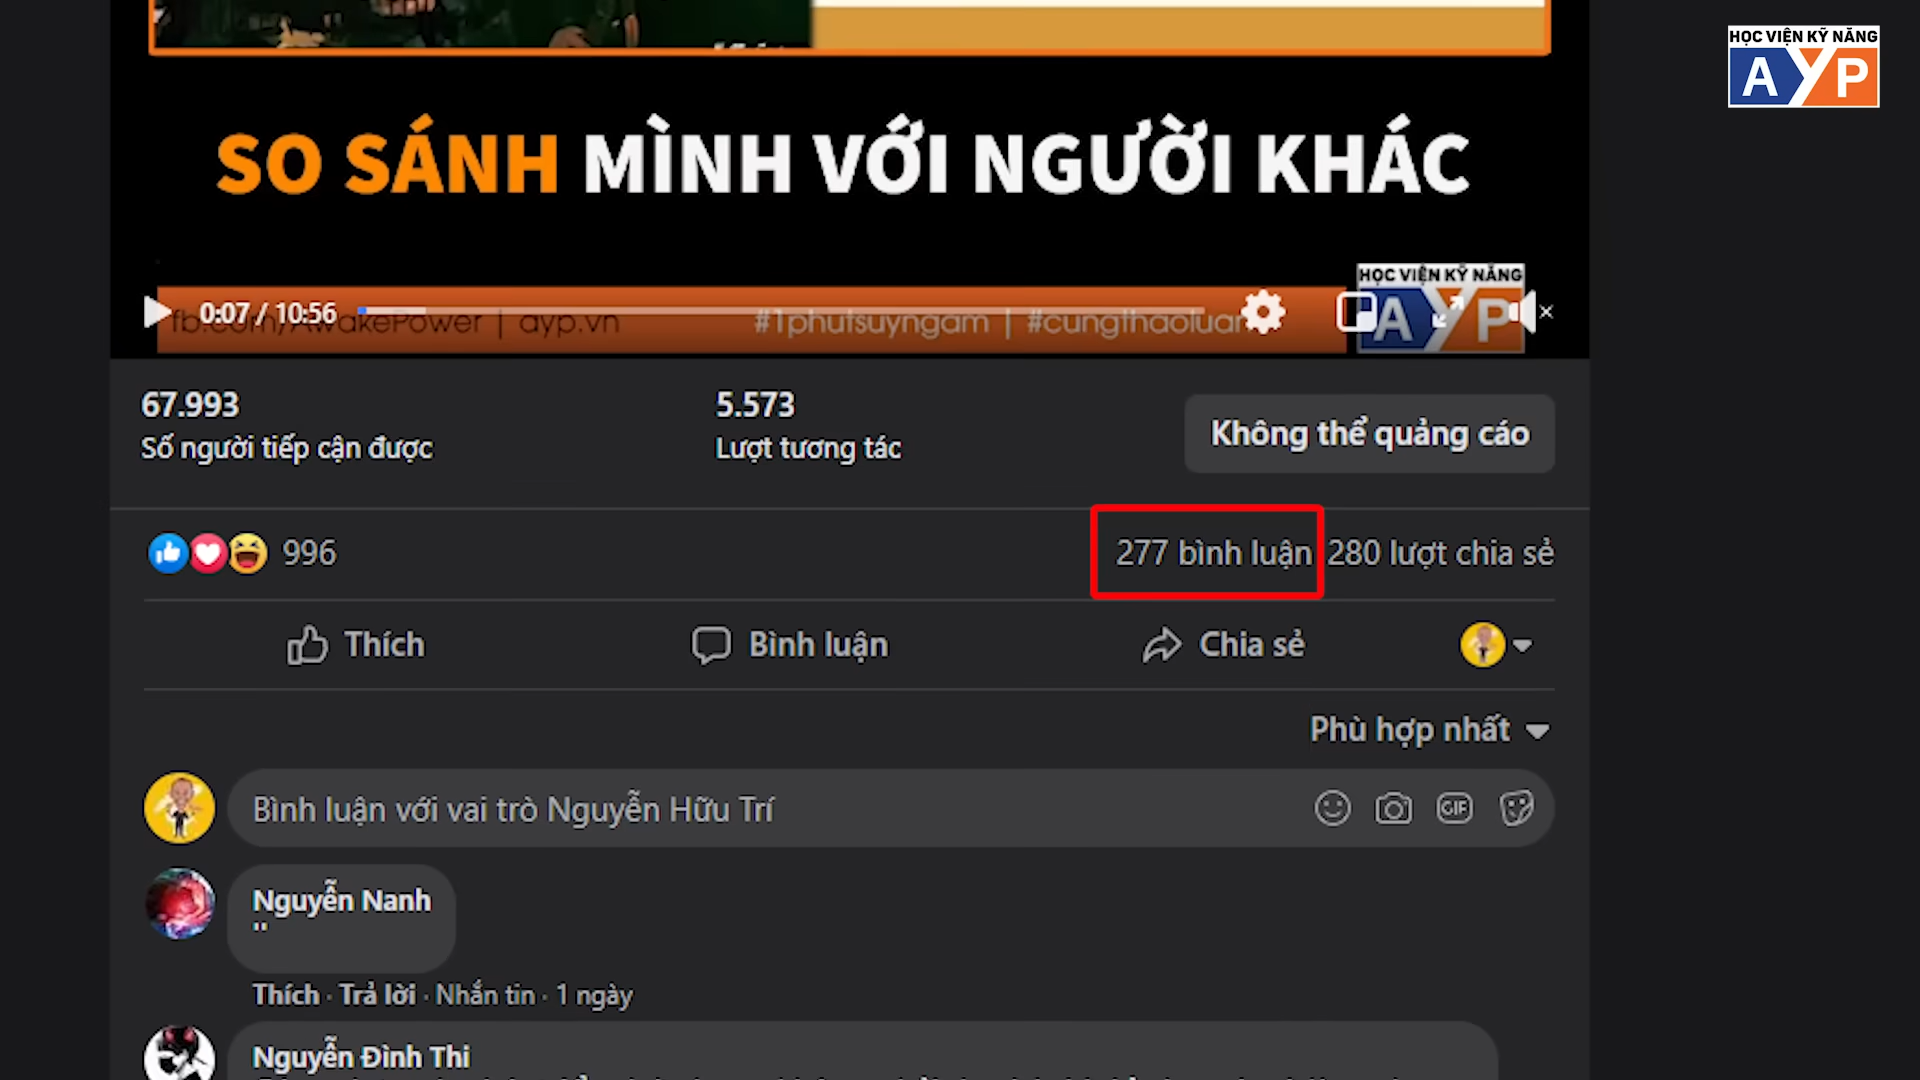 HỌC VIỆN KỸ NĂNG
AYP
SO SÁNH MÌNH VỚI NGƯỜI KHÁC
HỌC VIỆN KỸ NĂNG
AYP
0:07 / 10:56
fb.com/AwakePower | ayp.vn
#1phutsuyngam | #cungthaoluan
67.993
Số người tiếp cận được
5.573
Lượt tương tác
Không thể quảng cáo
996
277 bình luận
280 lượt chia sẻ
Thích
Bình luận
Chia sẻ
Phù hợp nhất
Bình luận với vai trò Nguyễn Hữu Trí
GIF
Nguyễn Nanh
"
Thích · Trả lời · Nhắn tin · 1 ngày
Nguyễn Đình Thi